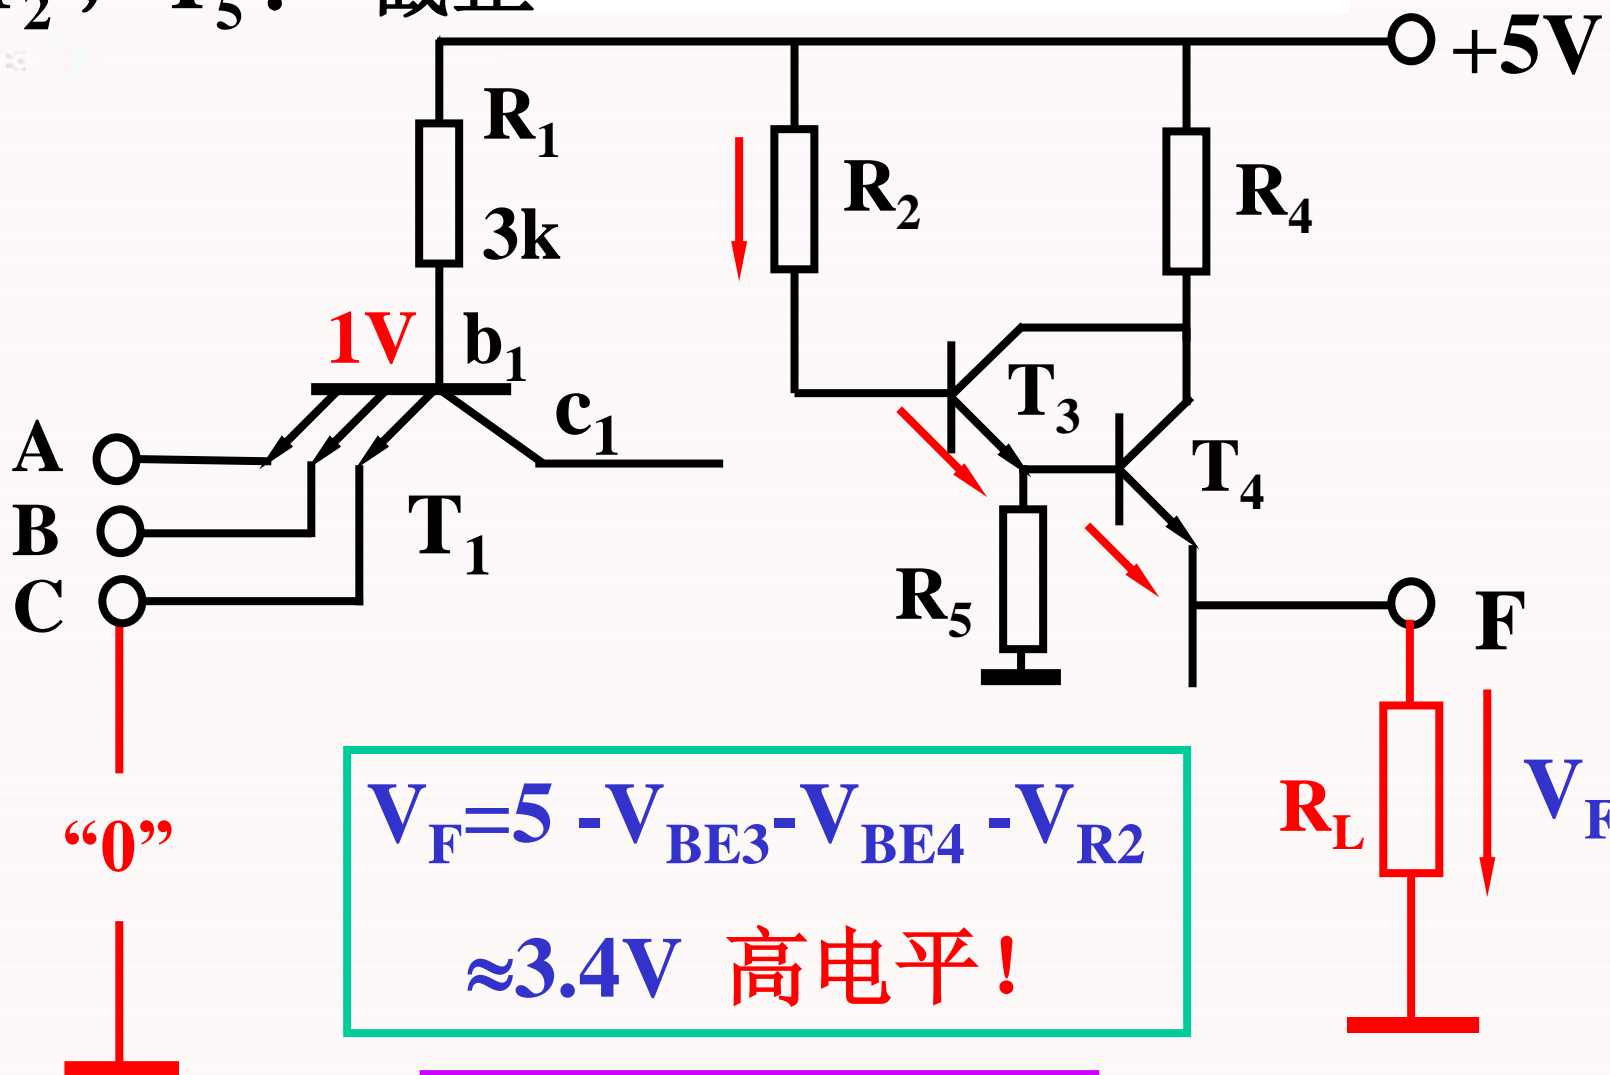 +5V
R1
R2
R4
3k
1V
b1
c1
T3
A
T4
B
T1
C
R5
F
VF=5 -VBE3-VBE4 -VR2
RL
VF
“0”
≈3.4V 高电平！